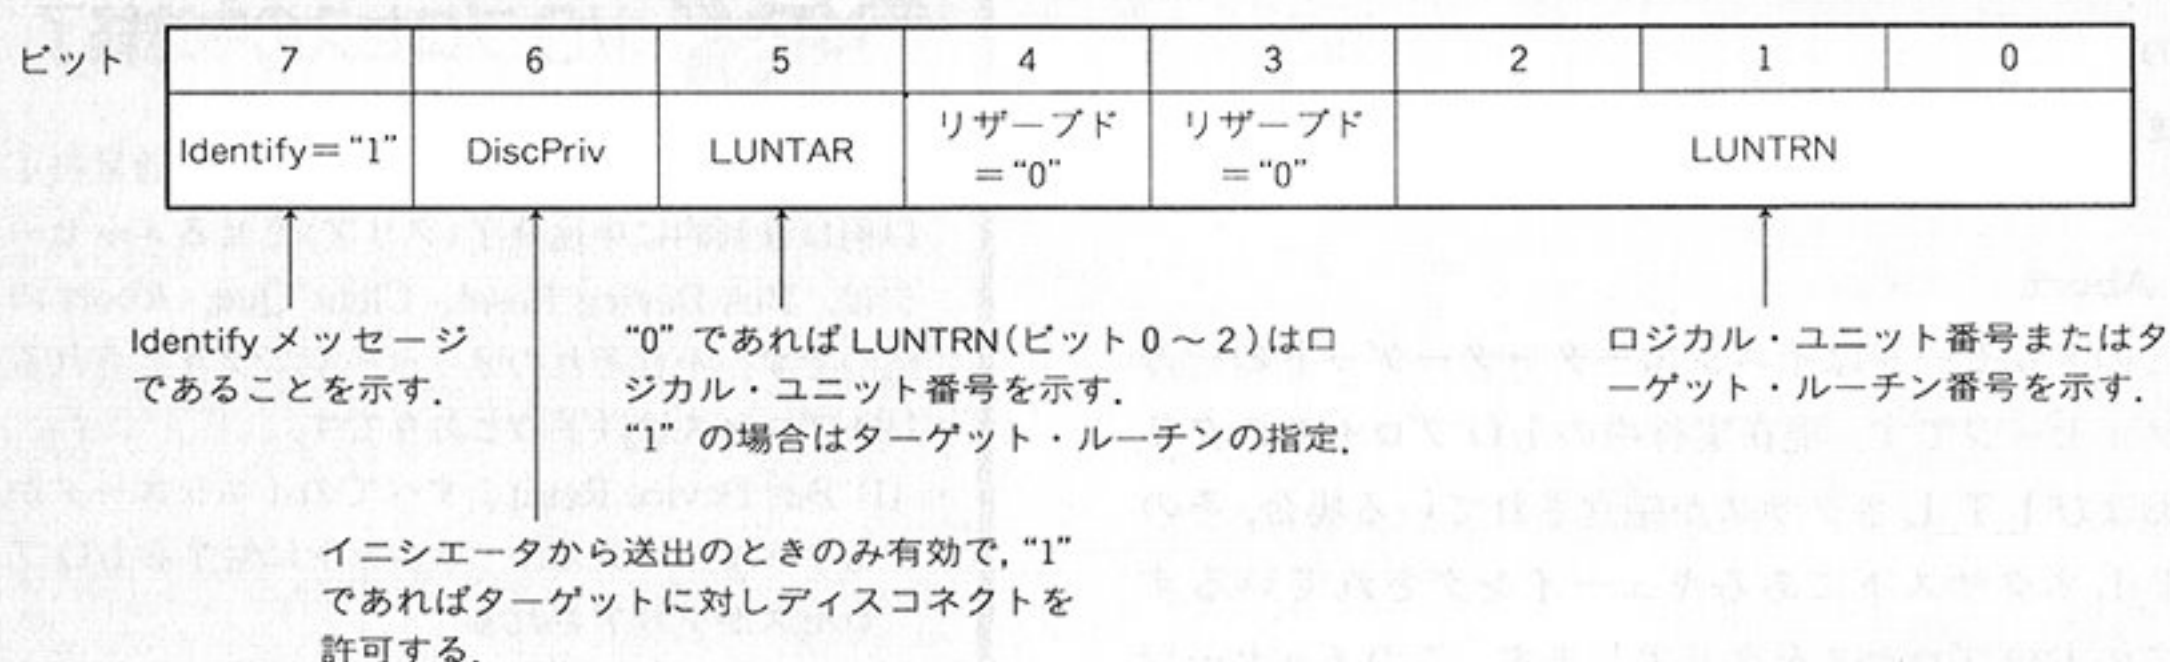 ビット 7 6 5 4 3 2 1 0
Identify=“1” DiscPriv LUNTAR リザーブド=“0” リザーブド=“0” LUNTRN
Identify メッセージ
であることを示す.
“0” であれば LUNTRN(ビット 0 ~ 2)はロ
ジカル・ユニット番号を示す.
“1” の場合はターゲット・ルーチンの指定.
ロジカル・ユニット番号またはタ
ーゲット・ルーチン番号を示す.
イニシエータから送出のときのみ有効で, “1”
であればターゲットに対しディスコネクトを
許可する.